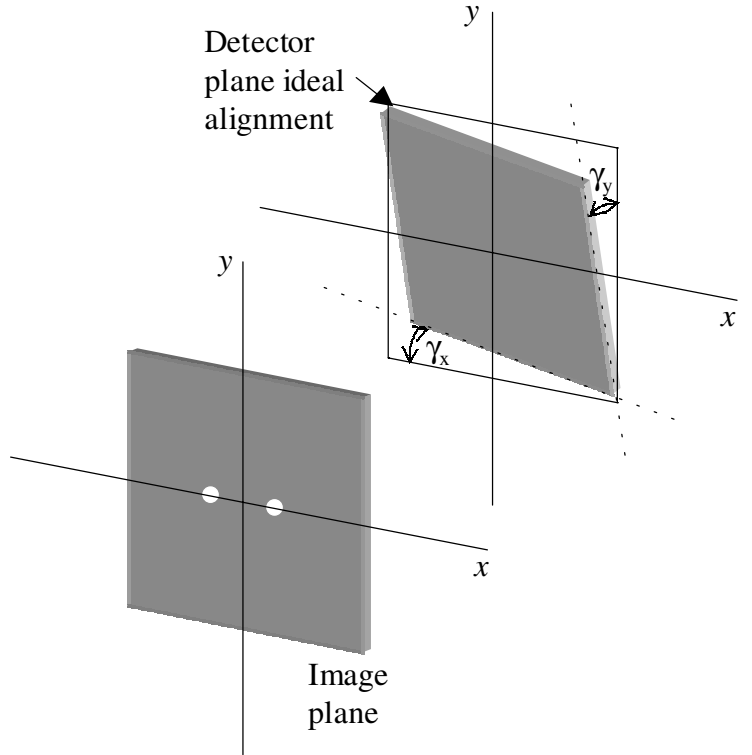 y
Detector
plane ideal
alignment
γy
y
x
γx
x
Image
plane